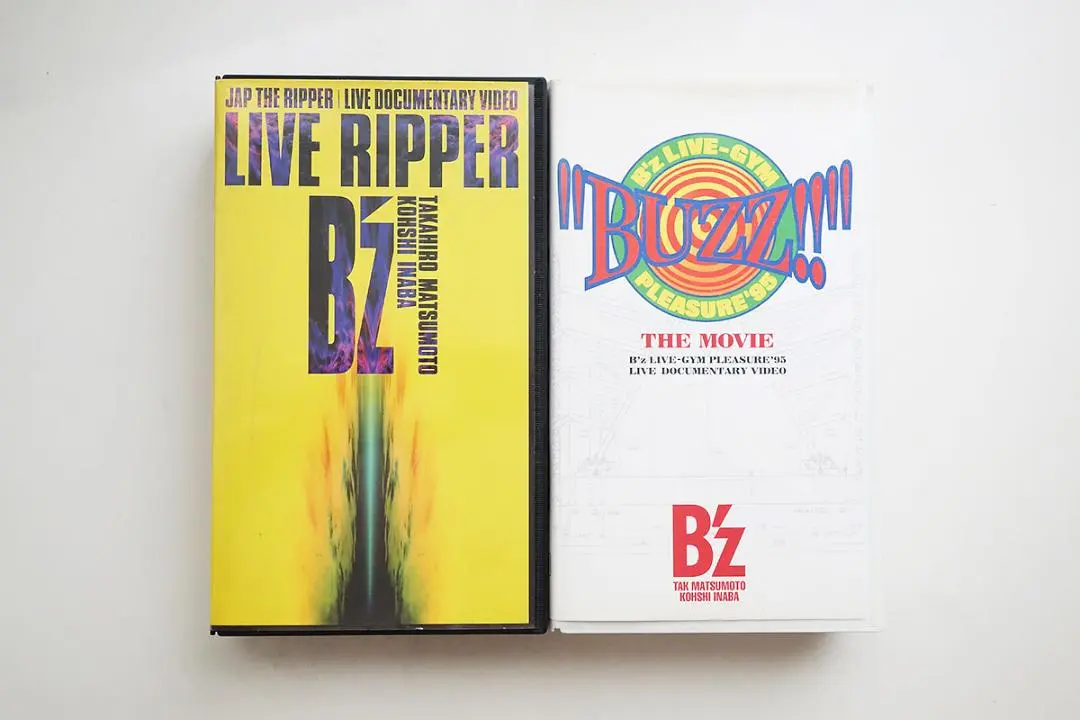 JAP THE RIPPER | LIVE DOCUMENTARY VIDEO
LIVE RIPPER
B'z
TAKAHIRO MATSUMOTO
KOHSHI INABA
B'z LIVE-GYM
"BUZZ!!"
PLEASURE'95
THE MOVIE
B'z LIVE-GYM PLEASURE'95
LIVE DOCUMENTARY VIDEO
B'z
TAK MATSUMOTO
KOHSHI INABA